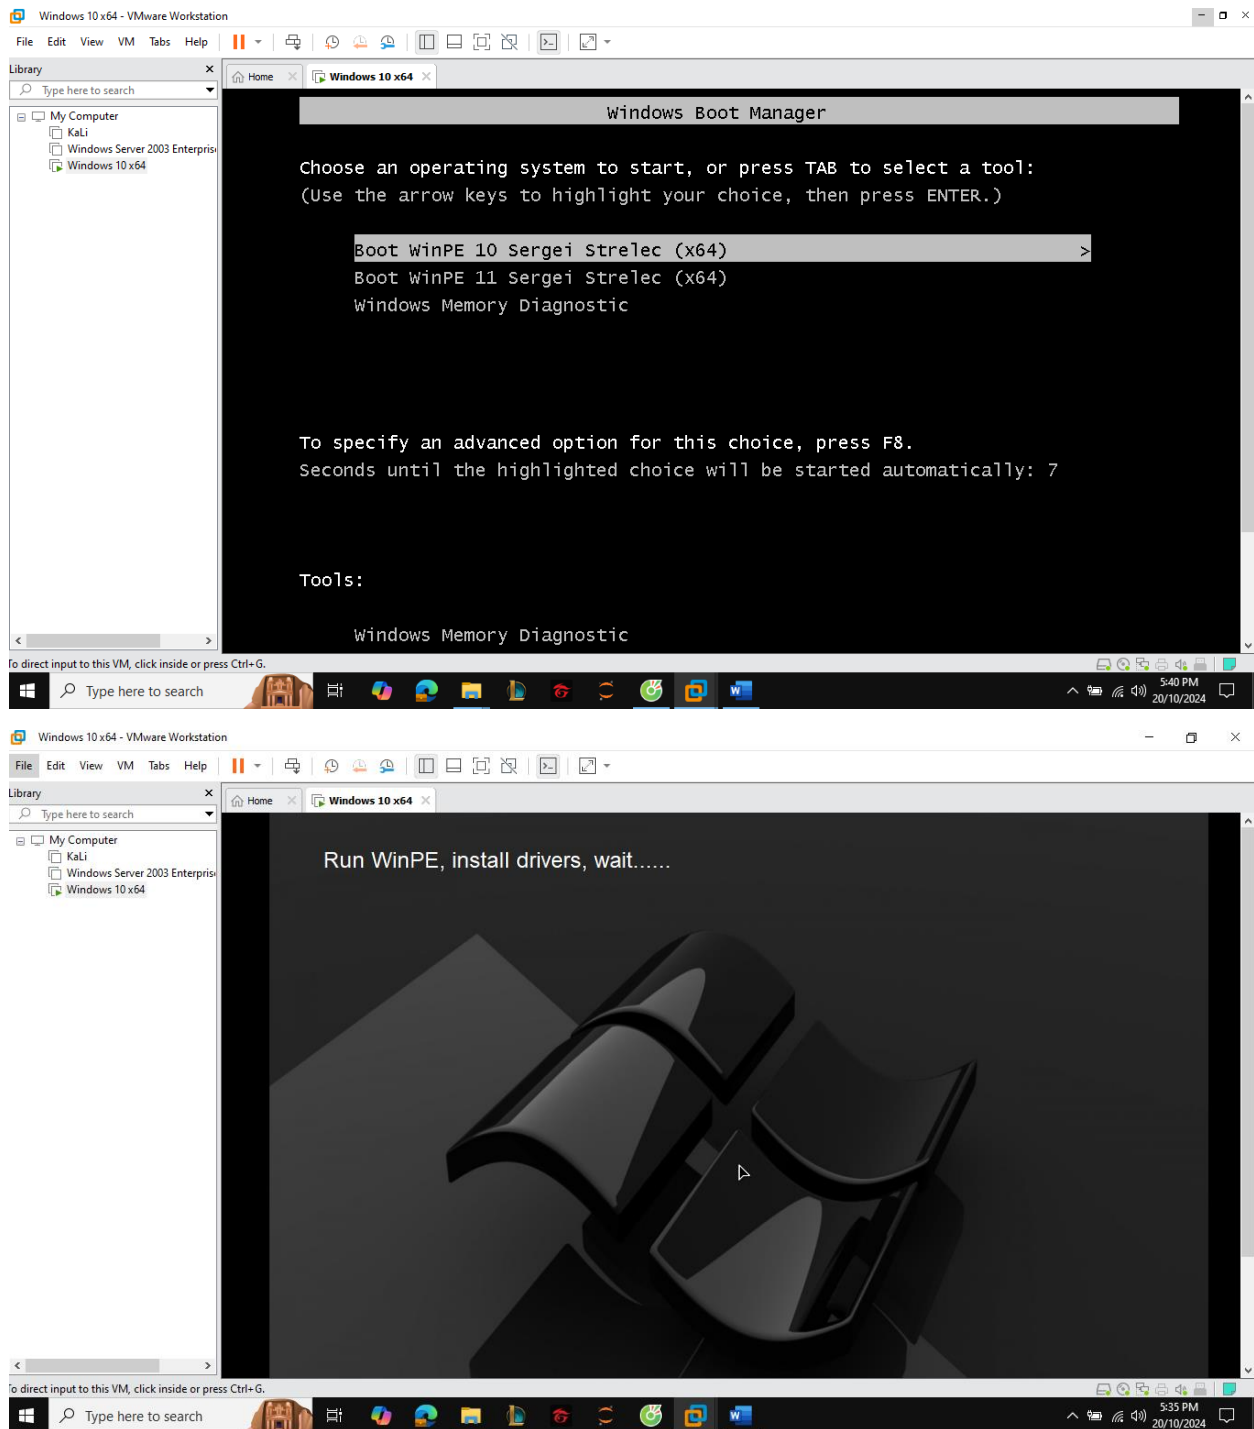 Windows 10 x64 - VMware Workstation
File Edit View VM Tabs Help
Library
Type here to search
Home
Windows 10 x64
My Computer
KaLi
Windows Server 2003 Enterpris
Windows 10 x64
Windows Boot Manager
Choose an operating system to start, or press TAB to select a tool:
(Use the arrow keys to highlight your choice, then press ENTER.)
Boot WinPE 10 Sergei Strelec (x64) >
Boot WinPE 11 Sergei Strelec (x64)
Windows Memory Diagnostic
To specify an advanced option for this choice, press F8.
Seconds until the highlighted choice will be started automatically: 7
Tools:
Windows Memory Diagnostic
To direct input to this VM, click inside or press Ctrl+G.
Type here to search
5:40 PM
20/10/2024
Windows 10 x64 - VMware Workstation
File Edit View VM Tabs Help
Library
Type here to search
Home
Windows 10 x64
My Computer
KaLi
Windows Server 2003 Enterpris
Windows 10 x64
Run WinPE, install drivers, wait......
To direct input to this VM, click inside or press Ctrl+G.
Type here to search
5:35 PM
20/10/2024